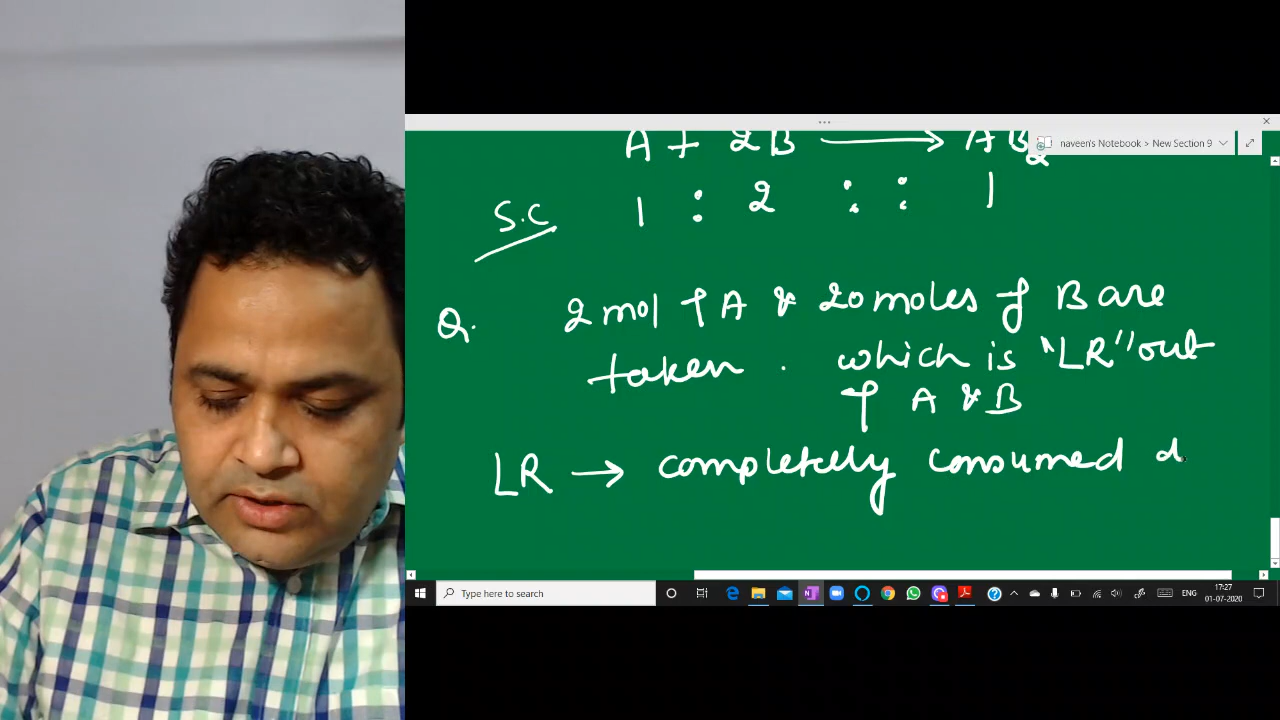 A + 2B ⟶ AB2
naveen's Notebook > New Section 9
S.C 1 : 2 :: 1
Q. 2 mol of A & 20 moles of B are
taken. which is "LR" out
of A & B
LR → completely consumed d
Type here to search
ENG
17:27
01-07-2020